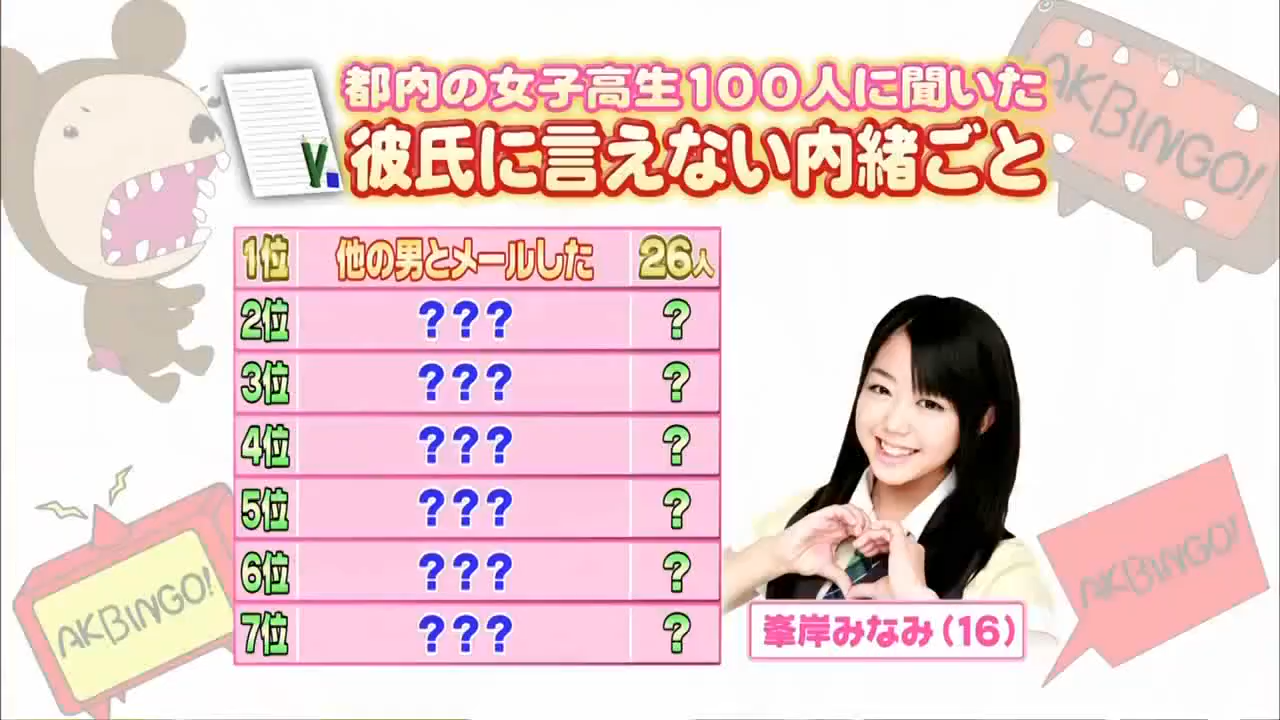 都内の女子高生100人に聞いた
彼氏に言えない内緒ごと
1位 他の男とメールした 26人
2位 ??? ?
3位 ??? ?
4位 ??? ?
5位 ??? ?
6位 ??? ?
7位 ??? ?
峯岸みなみ(16)
AKBINGO!
AKBINGO!
AKBINGO!